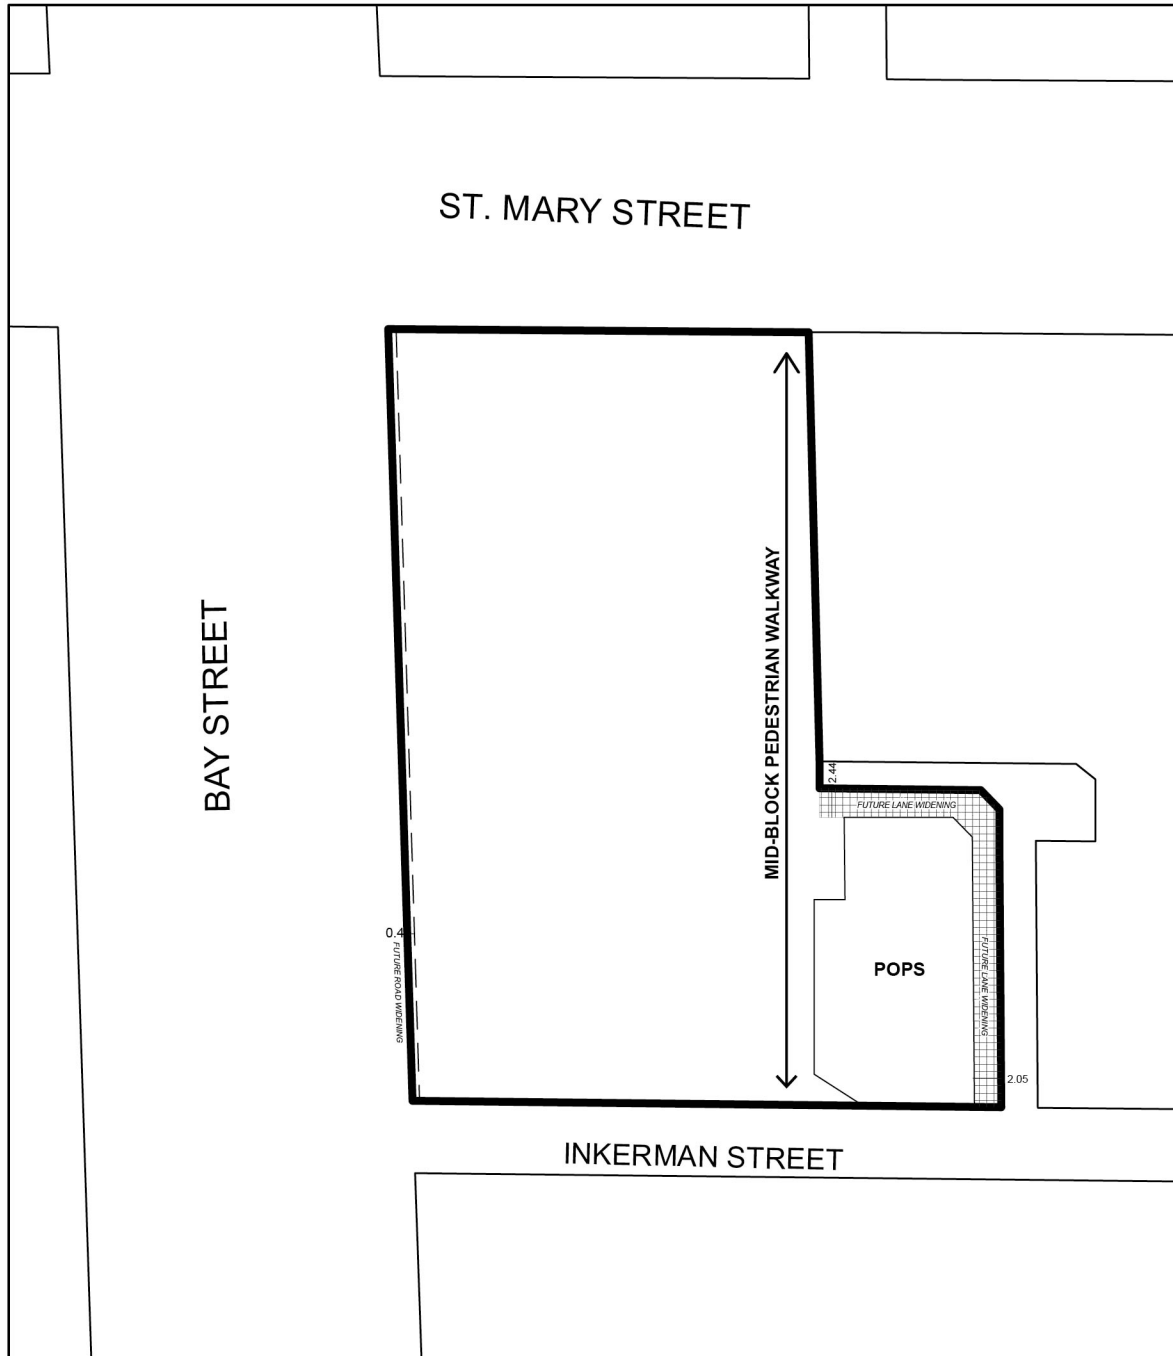 ST. MARY STREET
BAY STREET
MID-BLOCK PEDESTRIAN WALKWAY
2.44
FUTURE LANE WIDENING
0.4
FUTURE ROAD WIDENING
POPS
FUTURE LANE WIDENING
2.05
INKERMAN STREET